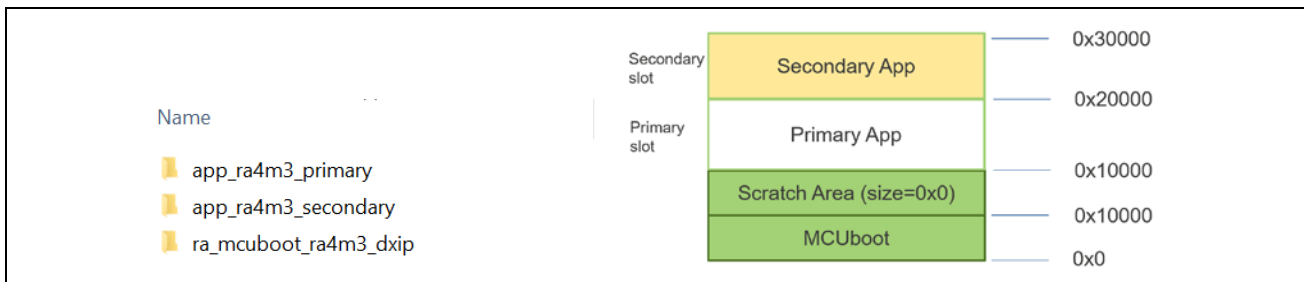 Name
app_ra4m3_primary
app_ra4m3_secondary
ra_mcuboot_ra4m3_dxip
Secondary
slot
Secondary App
Primary
slot
Primary App
Scratch Area (size=0x0)
MCUboot
0x30000
0x20000
0x10000
0x10000
0x0